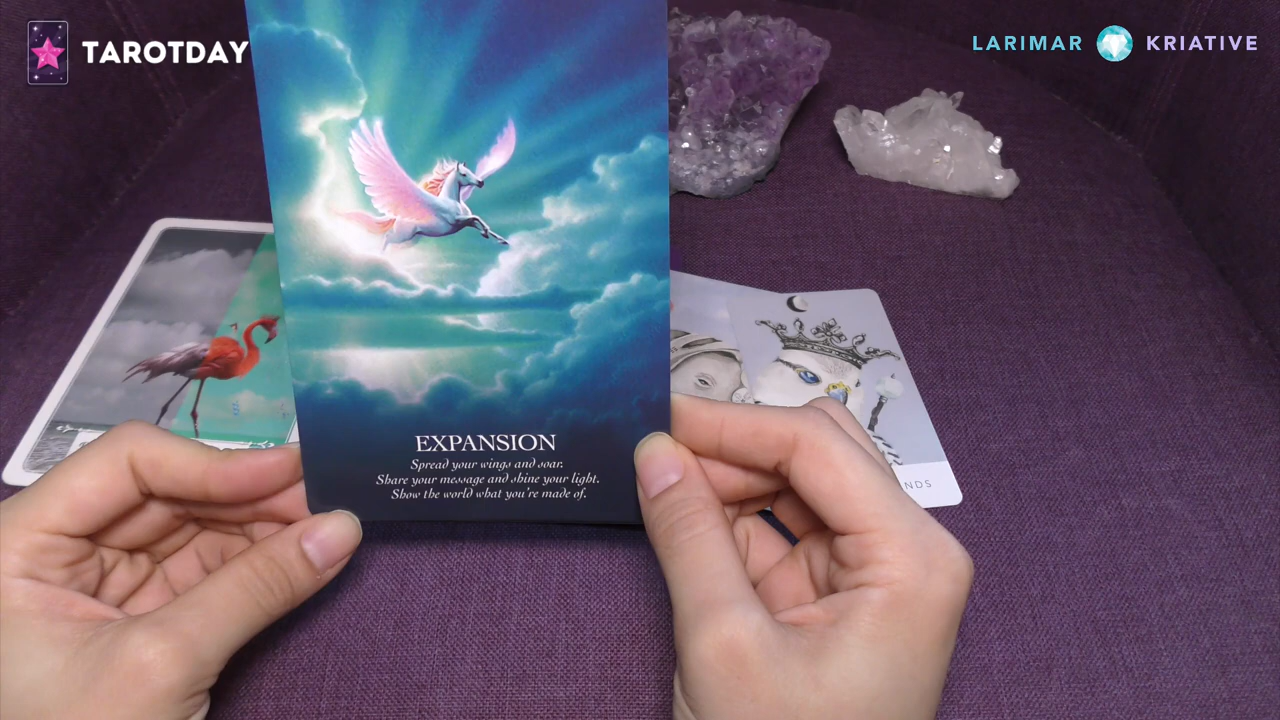 TAROTDAY
LARIMAR KRIATIVE
EXPANSION
Spread your wings and soar.
Share your message and shine your light.
Show the world what you're made of.
NDS